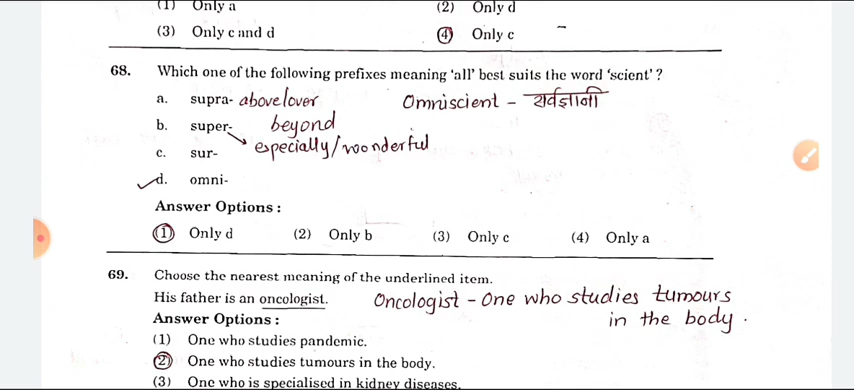 (1) Only a (2) Only d
(3) Only c and d (4) Only c
68. Which one of the following prefixes meaning 'all' best suits the word 'scient' ?
a. supra- above/over Omniscient - सर्वज्ञानी
b. super- beyond
especially/wonderful
c. sur-
d. omni-
Answer Options :
(1) Only d (2) Only b (3) Only c (4) Only a
69. Choose the nearest meaning of the underlined item.
His father is an oncologist. Oncologist - One who studies tumours
in the body.
Answer Options :
(1) One who studies pandemic.
(2) One who studies tumours in the body.
(3) One who is specialised in kidney diseases.